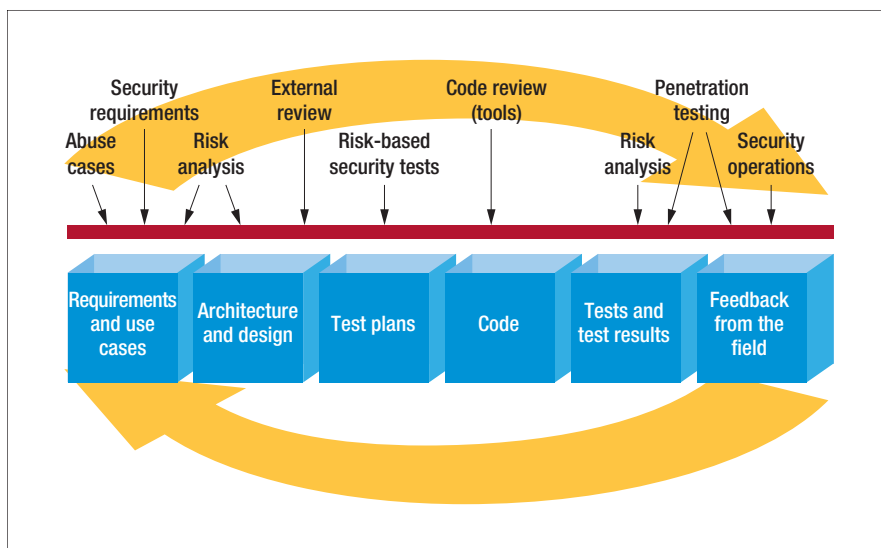 Security
requirements
External
review
Code review
(tools)
Penetration
testing
Abuse
cases
Risk
analysis
Risk-based
security tests
Risk
analysis
Security
operations
Requirements
and use
cases
Architecture
and design
Test plans
Code
Tests and
test results
Feedback
from the
field